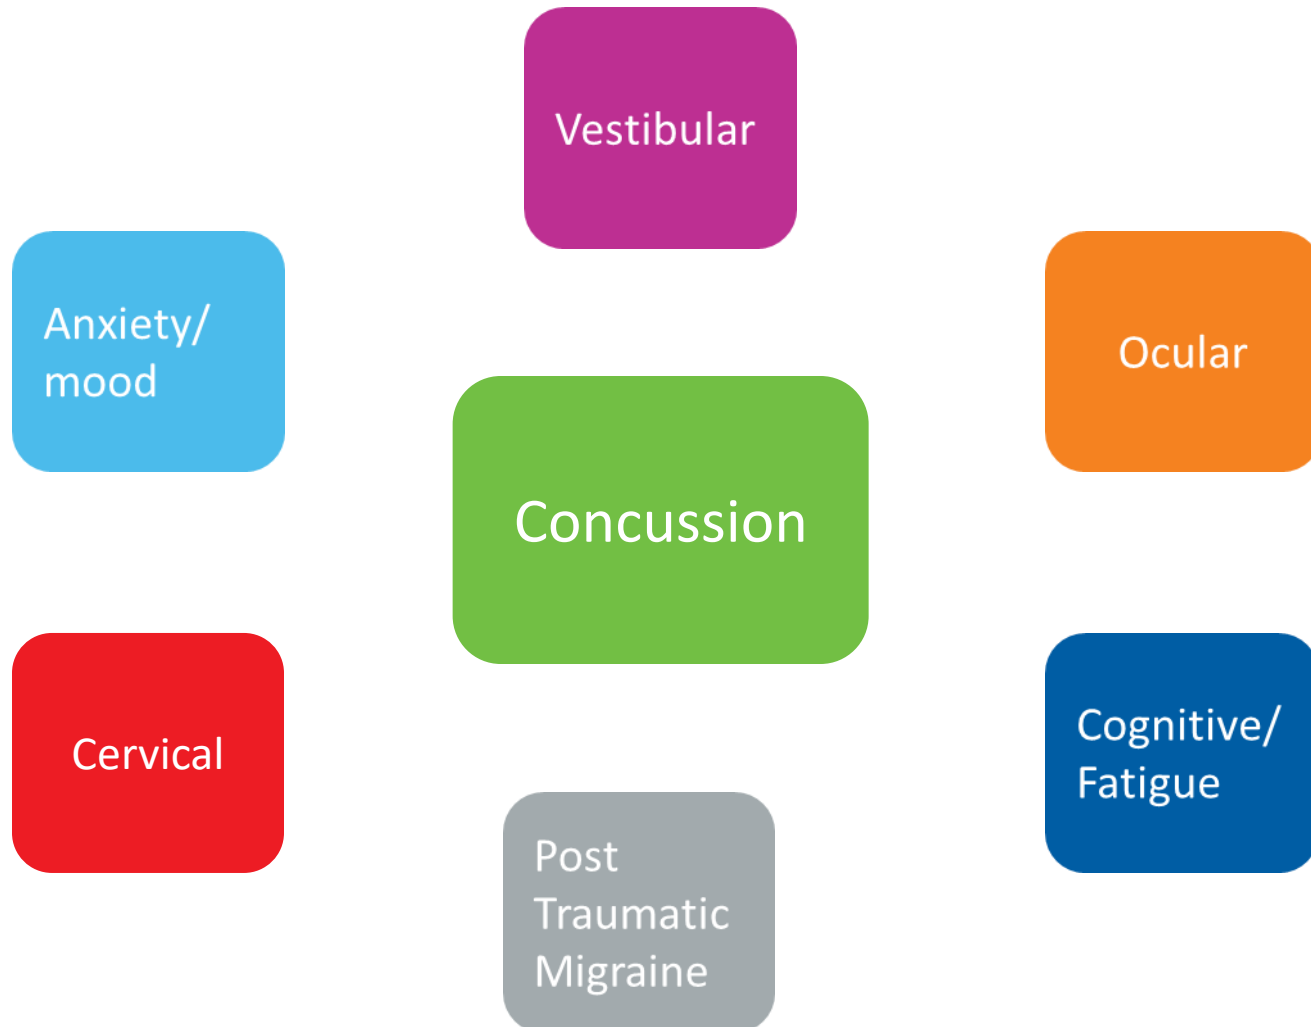 Vestibular
Anxiety/
mood
Ocular
Concussion
Cervical
Cognitive/
Fatigue
Post
Traumatic
Migraine